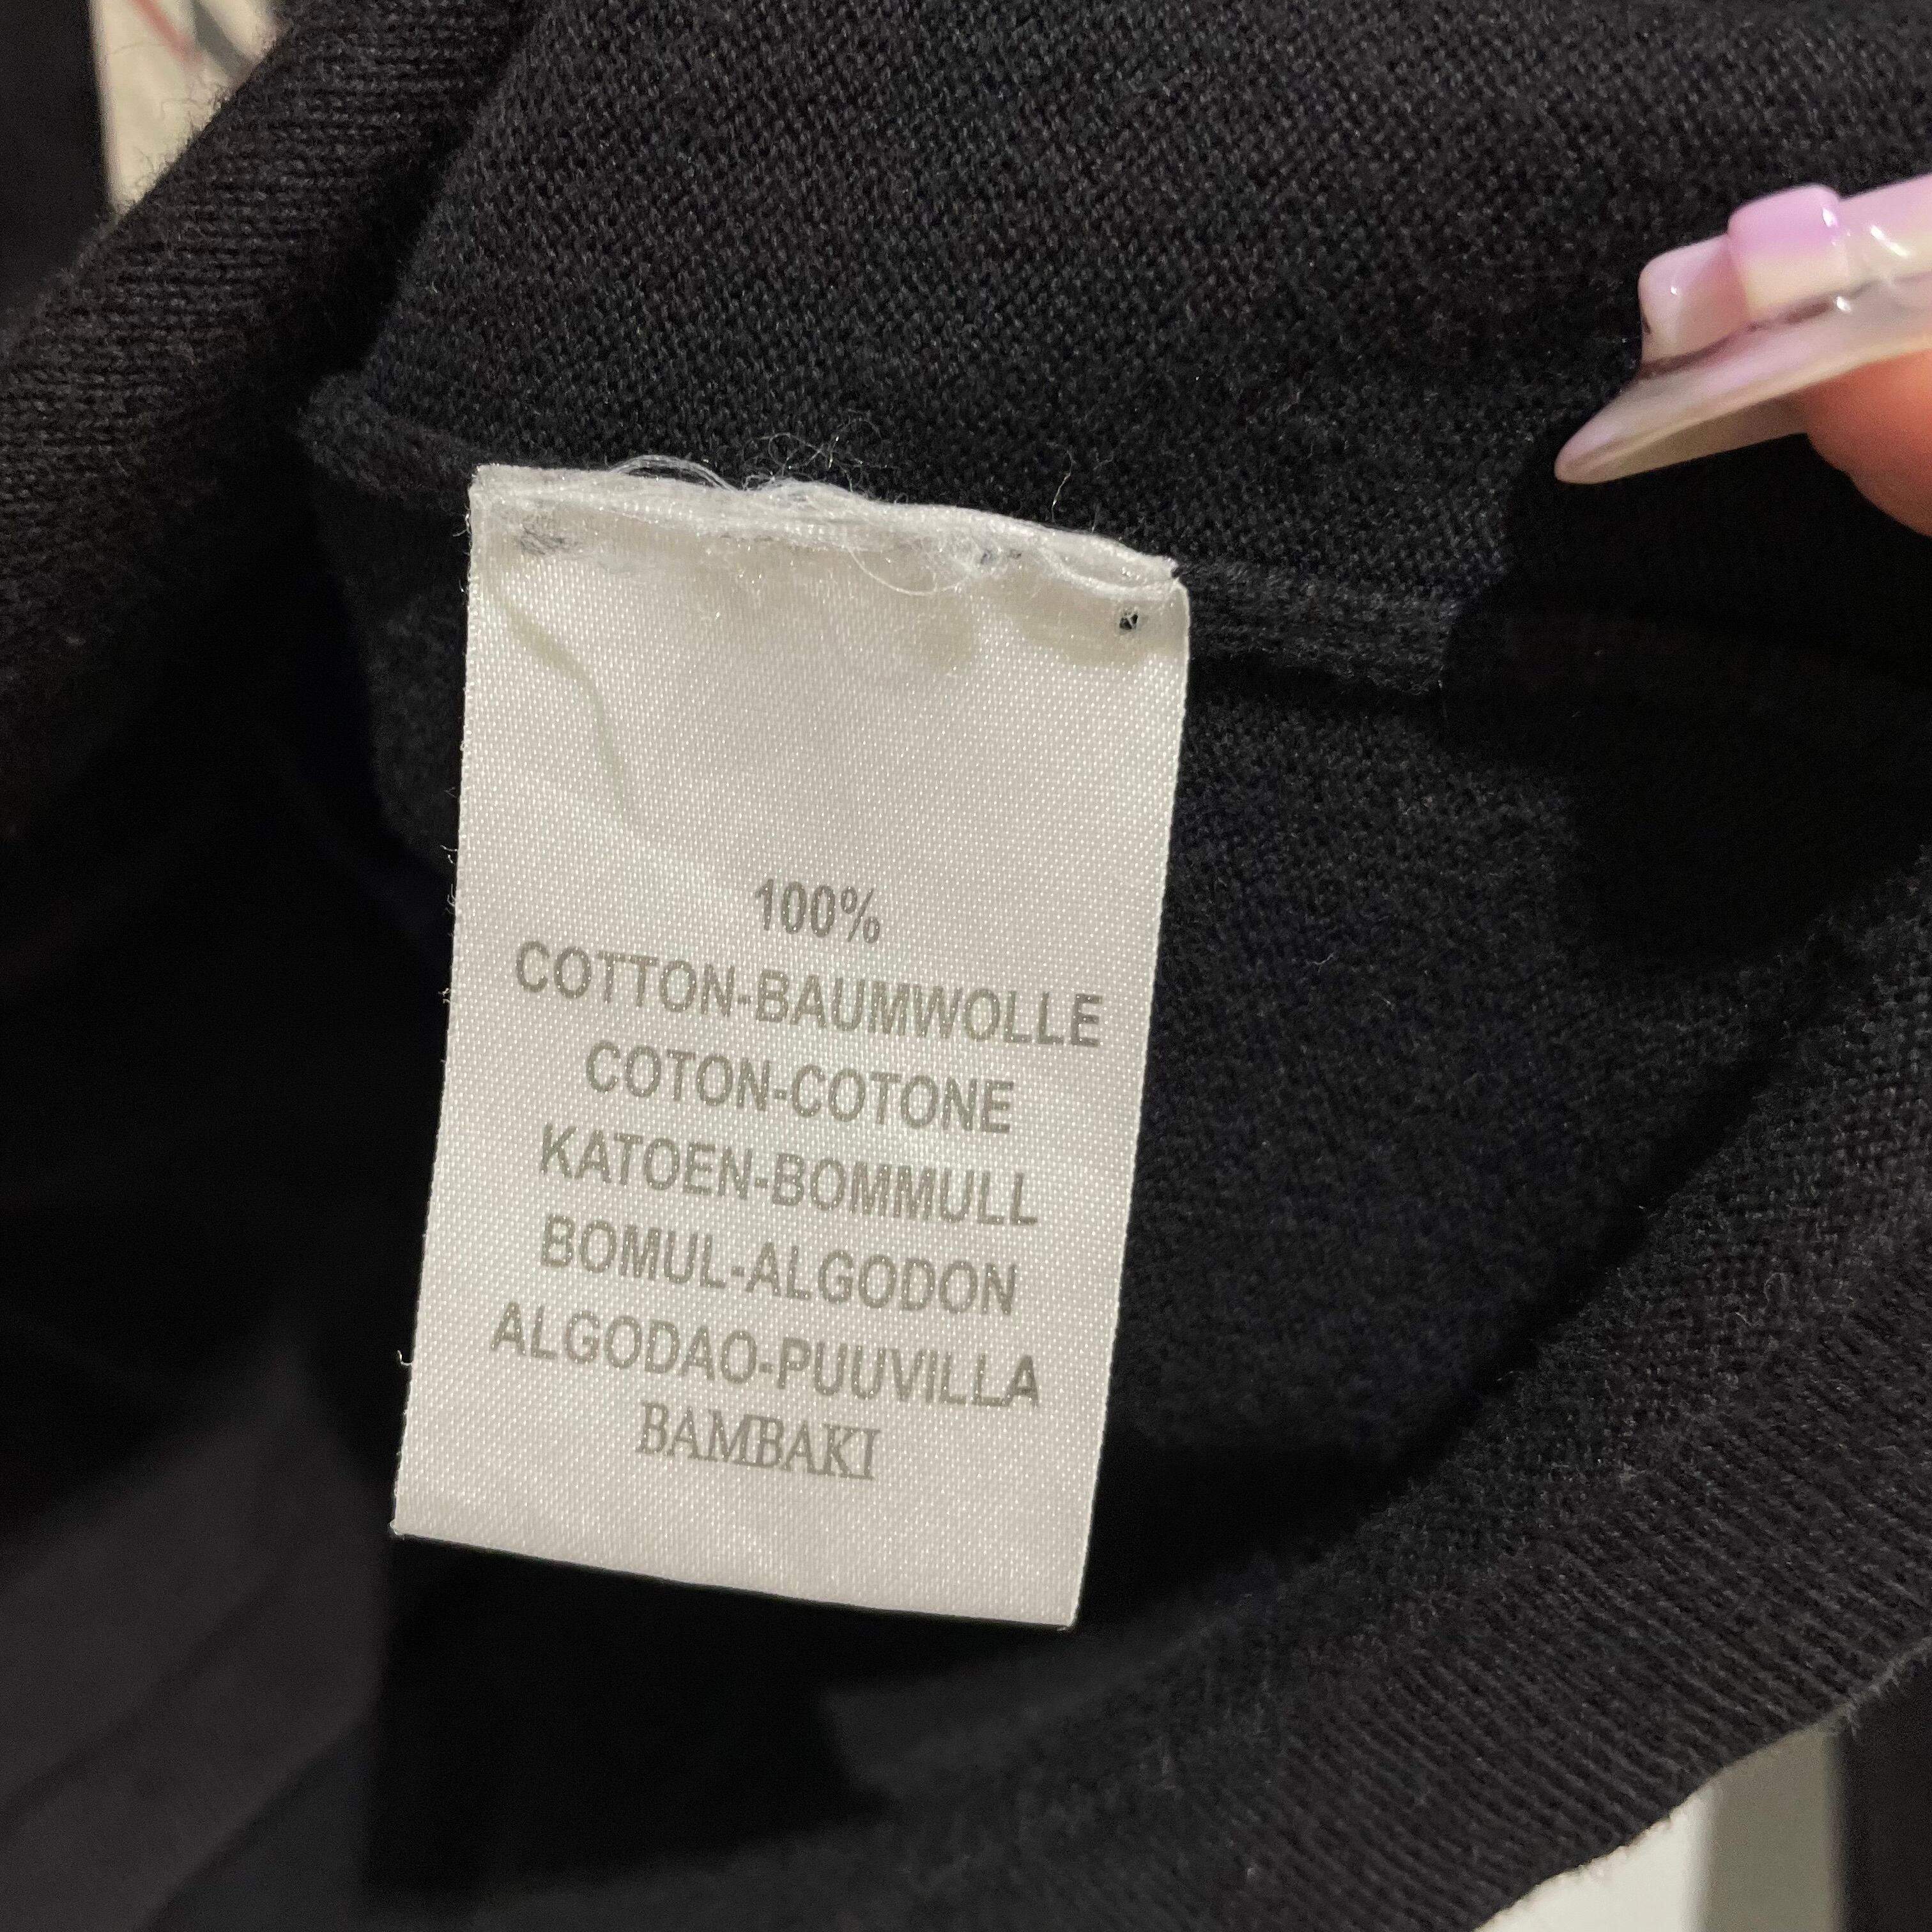 100%
COTTON-BAUMWOLLE
COTON-COTONE
KATOEN-BOMMULL
BOMUL-ALGODON
ALGODAO-PUUVILLA
BAMBAKI